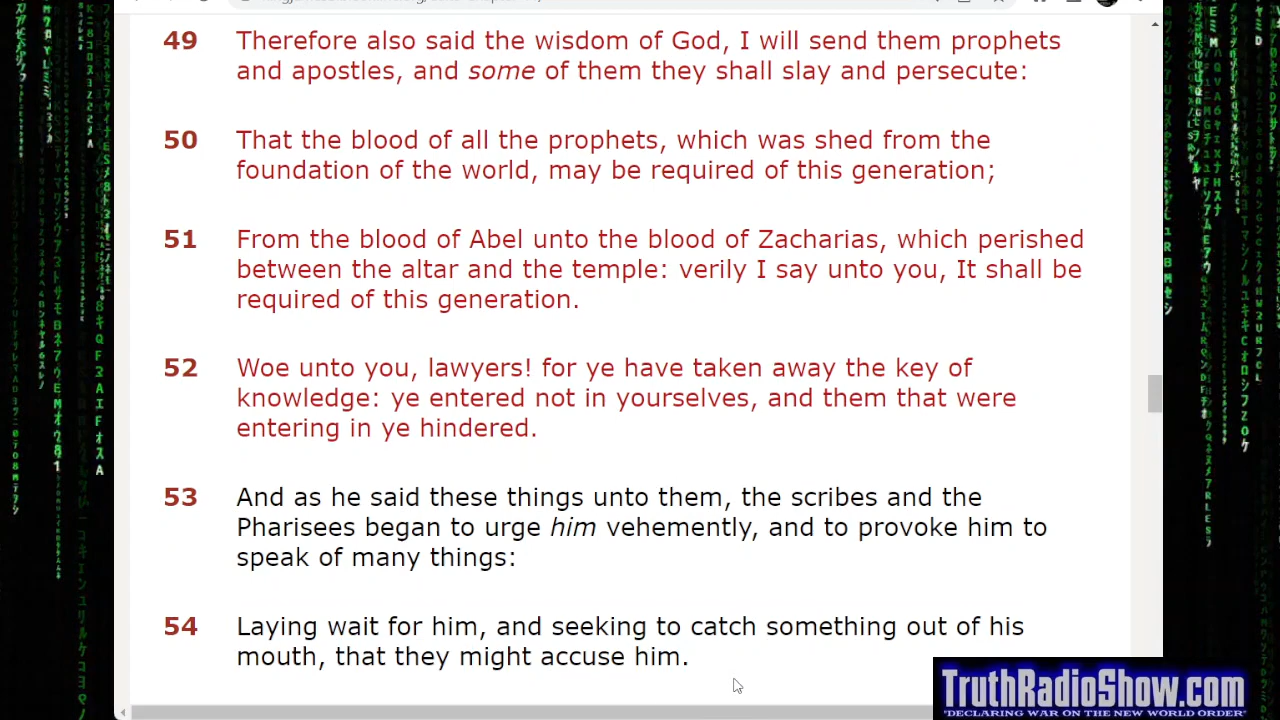 49 Therefore also said the wisdom of God, I will send them prophets
and apostles, and some of them they shall slay and persecute:
50 That the blood of all the prophets, which was shed from the
foundation of the world, may be required of this generation;
51 From the blood of Abel unto the blood of Zacharias, which perished
between the altar and the temple: verily I say unto you, It shall be
required of this generation.
52 Woe unto you, lawyers! for ye have taken away the key of
knowledge: ye entered not in yourselves, and them that were
entering in ye hindered.
53 And as he said these things unto them, the scribes and the
Pharisees began to urge him vehemently, and to provoke him to
speak of many things:
54 Laying wait for him, and seeking to catch something out of his
mouth, that they might accuse him.
TruthRadioShow.com
"DECLARING WAR ON THE NEW WORLD ORDER"